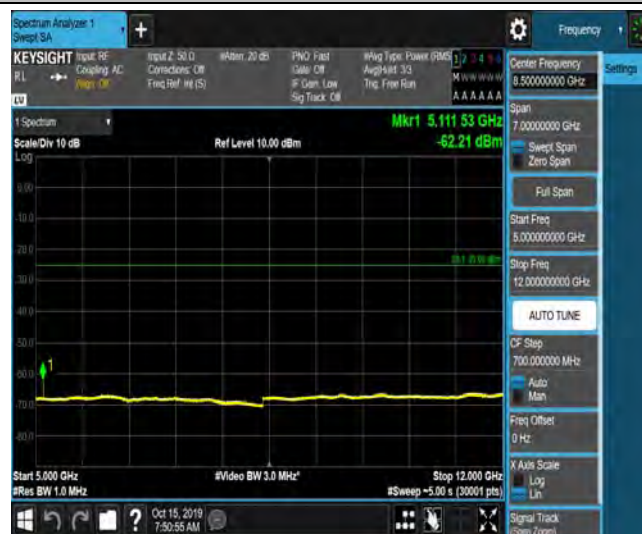 Spectrum Analyzer 1
Swept SA
Frequency
KEYSIGHT
Input: RF
Input Z: 50 Ω
#Atten: 20 dB
PNO: Fast
#Avg Type: Power (RMS)
1 2 3 4 5 6
RL
Coupling: AC
Corrections: Off
Gate: Off
Avg|Hold: 3/3
M W W W W W
Align: Off
Freq Ref: Int (S)
IF Gain: Low
Trig: Free Run
Sig Track: Off
A A A A A A
Center Frequency
8.500000000 GHz
Settings
1 Spectrum
Mkr1 5.111 53 GHz
Scale/Div 10 dB
Ref Level 10.00 dBm
-62.21 dBm
Log
0.00
-10.0
-20.0
-30.0
-40.0
-50.0
-60.0
-70.0
-80.0
1
Span
7.00000000 GHz
Swept Span
Zero Span
Full Span
Start Freq
5.000000000 GHz
Stop Freq
12.000000000 GHz
AUTO TUNE
CF Step
700.000000 MHz
Auto
Man
Freq Offset
0 Hz
X Axis Scale
Log
Lin
Signal Track
(Span Zoom)
Start 5.000 GHz
#Video BW 3.0 MHz*
Stop 12.000 GHz
#Res BW 1.0 MHz
#Sweep ~5.00 s (30001 pts)
?
Oct 15, 2019
7:50:55 AM